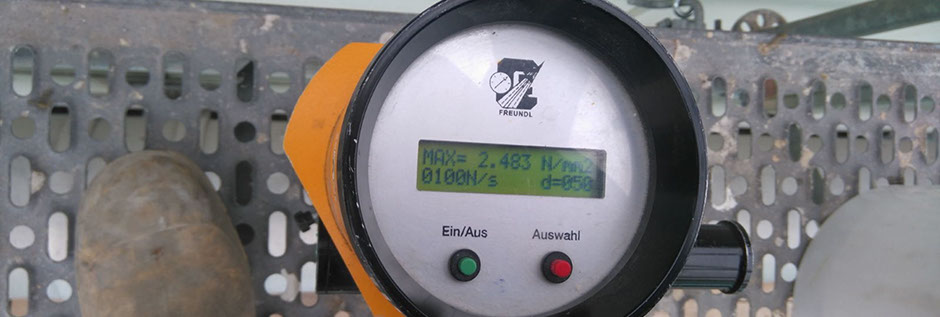 FREUNDL
MAX= 2.483 N/mm2
0100N/s d=050
Ein/Aus Auswahl